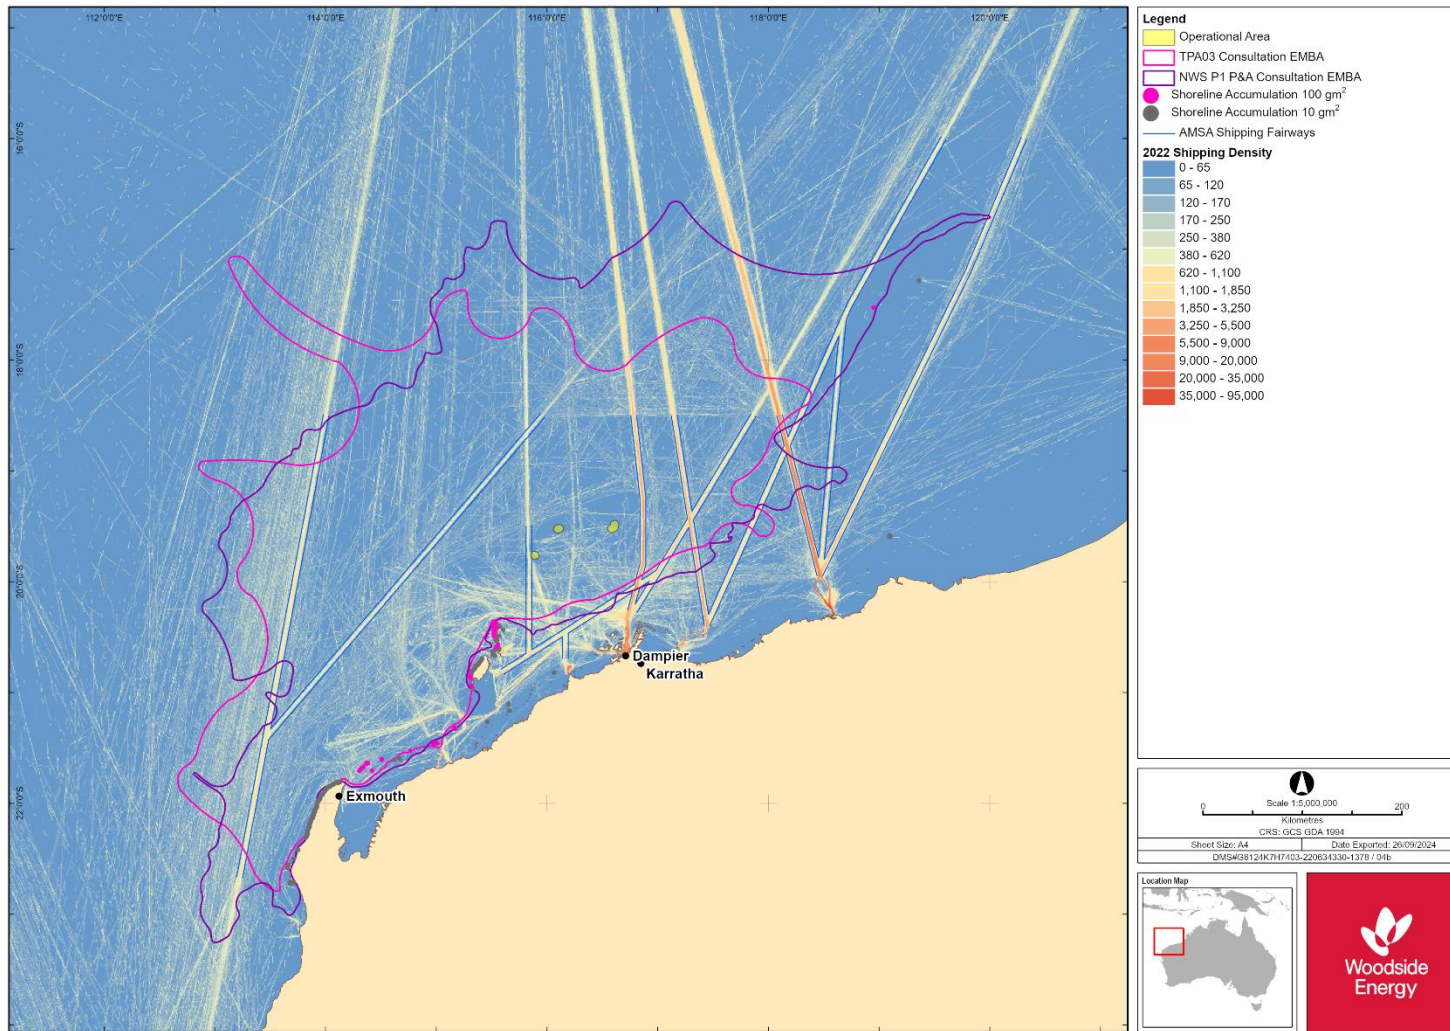 112°0'0"E
114°0'0"E
116°0'0"E
118°0'0"E
120°0'0"E
16°0'0"S
18°0'0"S
20°0'0"S
22°0'0"S
Dampier
Karratha
Exmouth
Legend
Operational Area
TPA03 Consultation EMBA
NWS P1 P&A Consultation EMBA
Shoreline Accumulation 100 gm²
Shoreline Accumulation 10 gm²
AMSA Shipping Fairways
2022 Shipping Density
0 - 65
65 - 120
120 - 170
170 - 250
250 - 380
380 - 620
620 - 1,100
1,100 - 1,850
1,850 - 3,250
3,250 - 5,500
5,500 - 9,000
9,000 - 20,000
20,000 - 35,000
35,000 - 95,000
Scale 1:5,000,000
0 200
Kilometres
CRS: GCS GDA 1994
Sheet Size: A4 Date Exported: 26/09/2024
DMS#G6124K7H7403-220634330-1378 / 04b
Location Map
Woodside
Energy